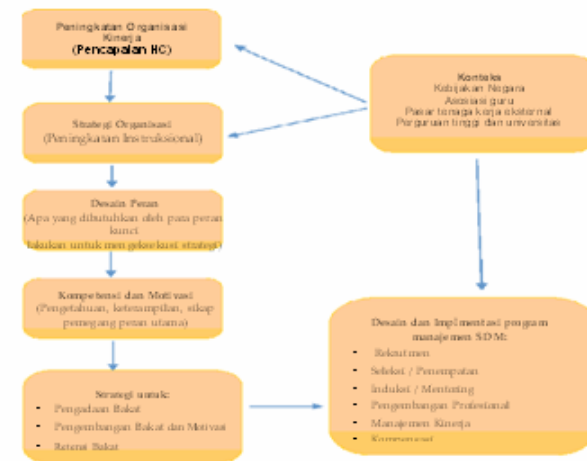 Peningkatan Organisasi
Kinerja
(Pencapaian HC)
Strategi Organisasi
(Peningkatan Instruksional)
Desain Peran
(Apa yang dibutuhkan oleh para peran
kunci
lakukan untuk mengeksekusi strategi)
Kompetensi dan Motivasi
(Pengetahuan, keterampilan, sikap
pemegang peran utama)
Strategi untuk:
• Pengadaan Bakat
• Pengembangan Bakat dan Motivasi
• Retensi Bakat
Konteks
Kebijakan Negara
Asosiasi guru
Pasar tenaga kerja eksternal
Perguruan tinggi dan universitas
Desain dan Implmentasi program
manajemen SDM:
• Rekrutmen
• Seleksi / Penempatan
• Induksi / Mentoring
• Pengembangan Profesional
• Manajemen Kinerja
• Kompensasi